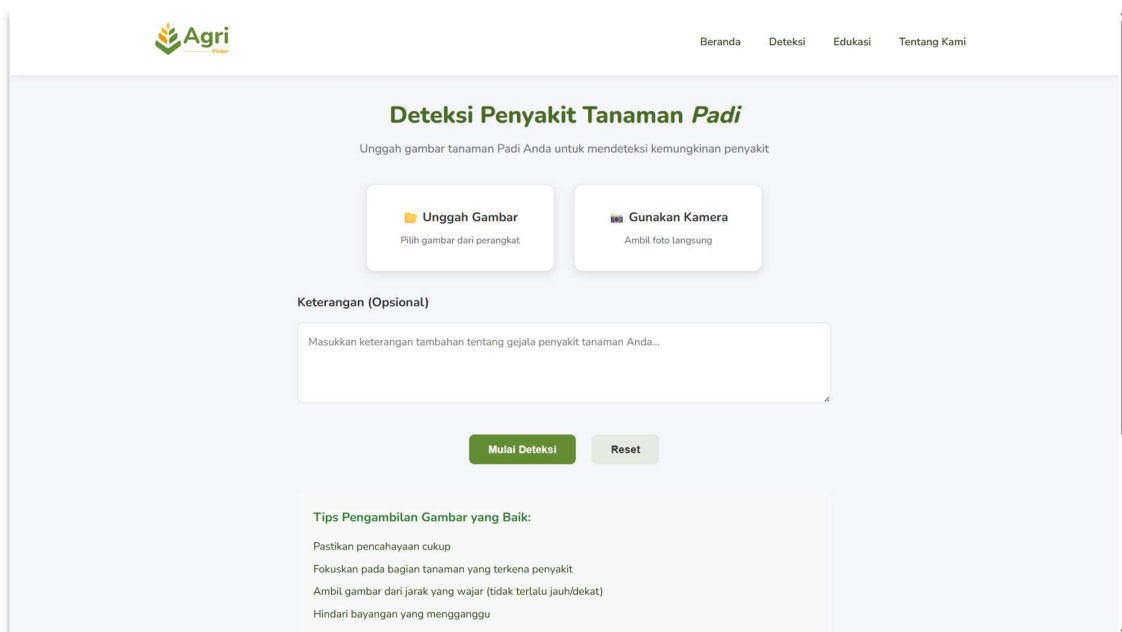 Agri
Vision
Beranda Deteksi Edukasi Tentang Kami
Deteksi Penyakit Tanaman Padi
Unggah gambar tanaman Padi Anda untuk mendeteksi kemungkinan penyakit
Unggah Gambar
Pilih gambar dari perangkat
Gunakan Kamera
Ambil foto langsung
Keterangan (Opsional)
Masukkan keterangan tambahan tentang gejala penyakit tanaman Anda...
Mulai Deteksi
Reset
Tips Pengambilan Gambar yang Baik:
Pastikan pencahayaan cukup
Fokuskan pada bagian tanaman yang terkena penyakit
Ambil gambar dari jarak yang wajar (tidak terlalu jauh/dekat)
Hindari bayangan yang mengganggu